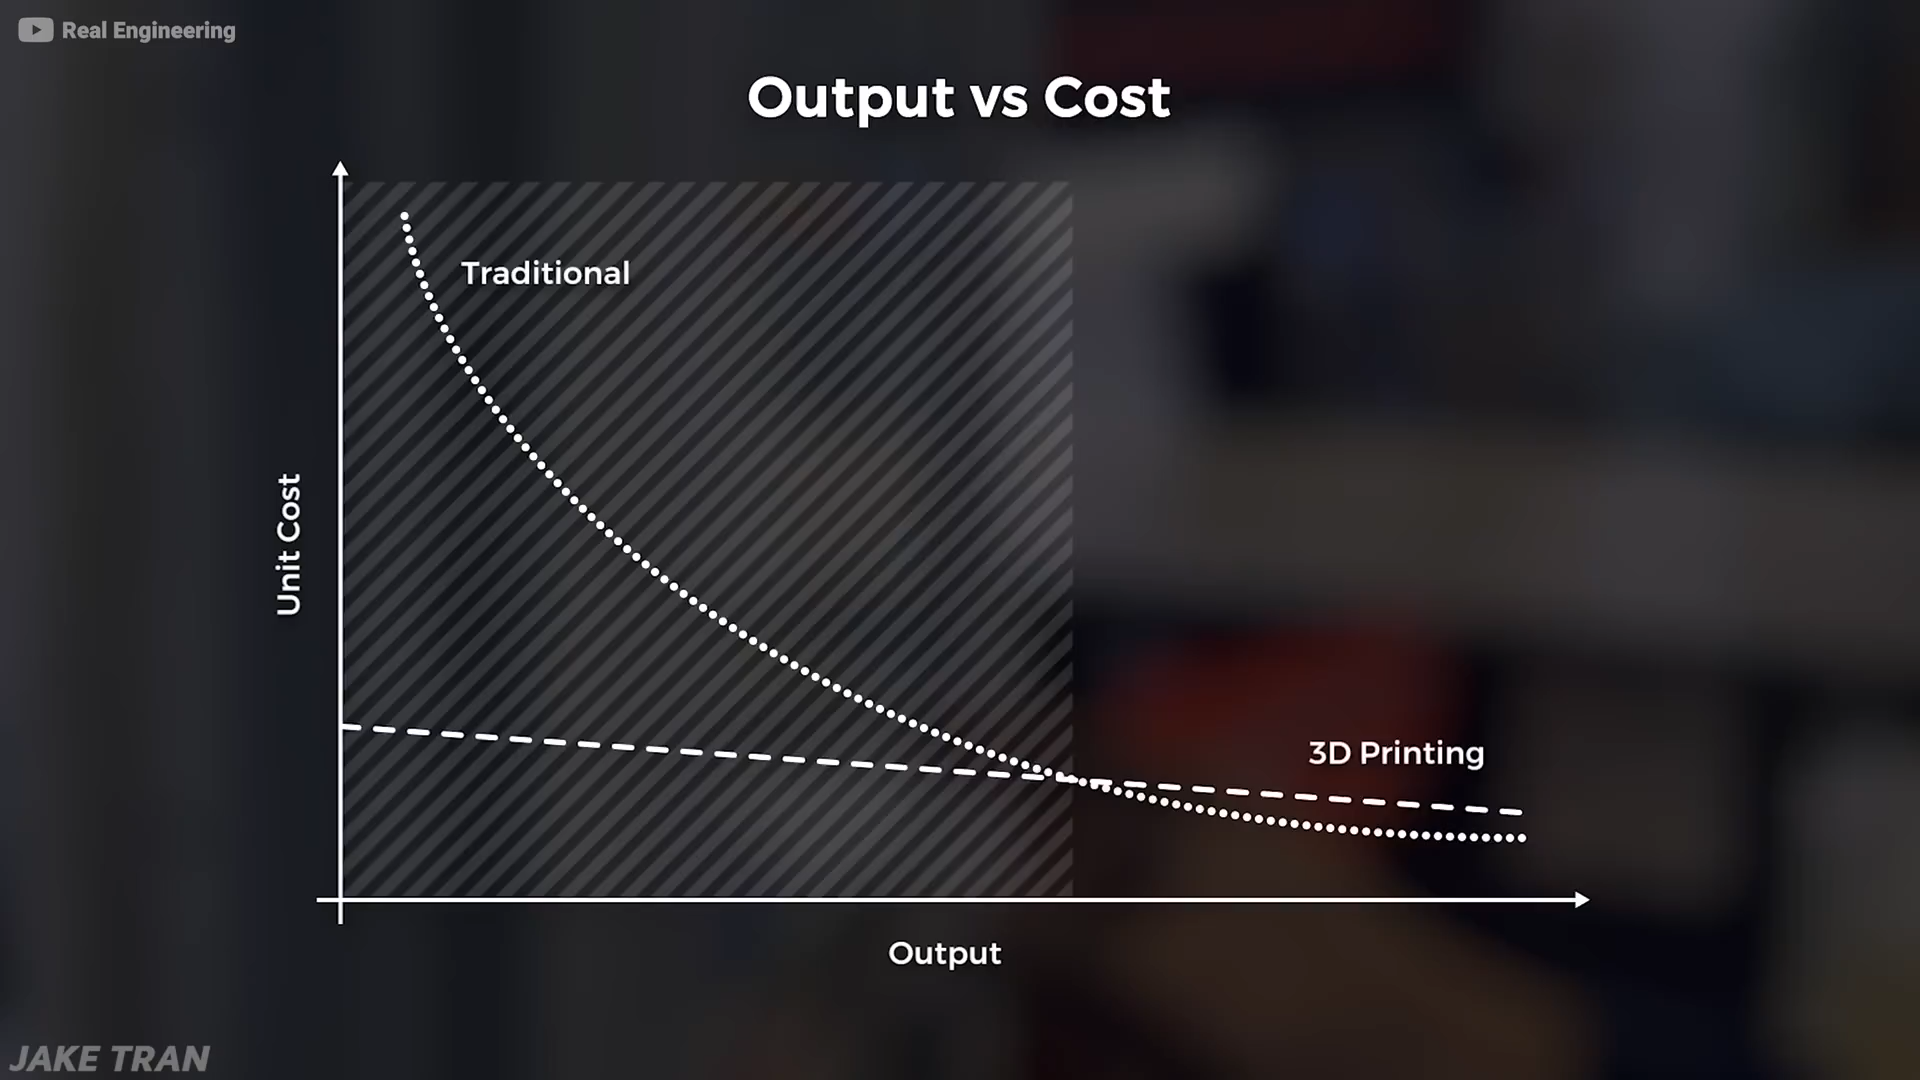 Real Engineering
Output vs Cost
Traditional
Unit Cost
3D Printing
Output
JAKE TRAN